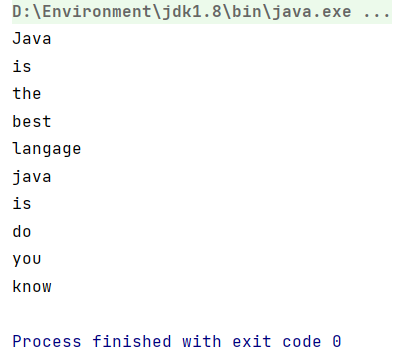 D:\Environment\jdk1.8\bin\java.exe ...
Java
is
the
best
langage
java
is
do
you
know
Process finished with exit code 0